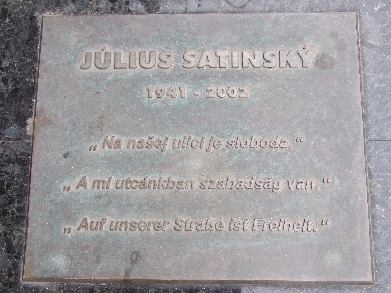 JÚLIUS SATINSKÝ
1941 - 2002
„Na našej ulici je sloboda.“
„A mi utcánkban szabadság van.“
„Auf unserer Straße ist Freiheit.“